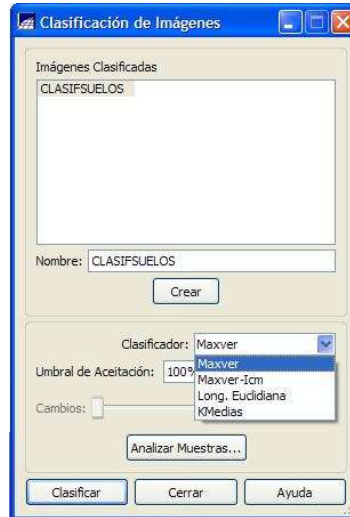 Clasificación de Imágenes
Imágenes Clasificadas
CLASIFSUELOS
Nombre: CLASIFSUELOS
Crear
Clasificador: Maxver
Maxver
Maxver-Icm
Long. Euclidiana
KMedias
Umbral de Aceitación: 100%
Cambios:
Analizar Muestras...
Clasificar Cerrar Ayuda